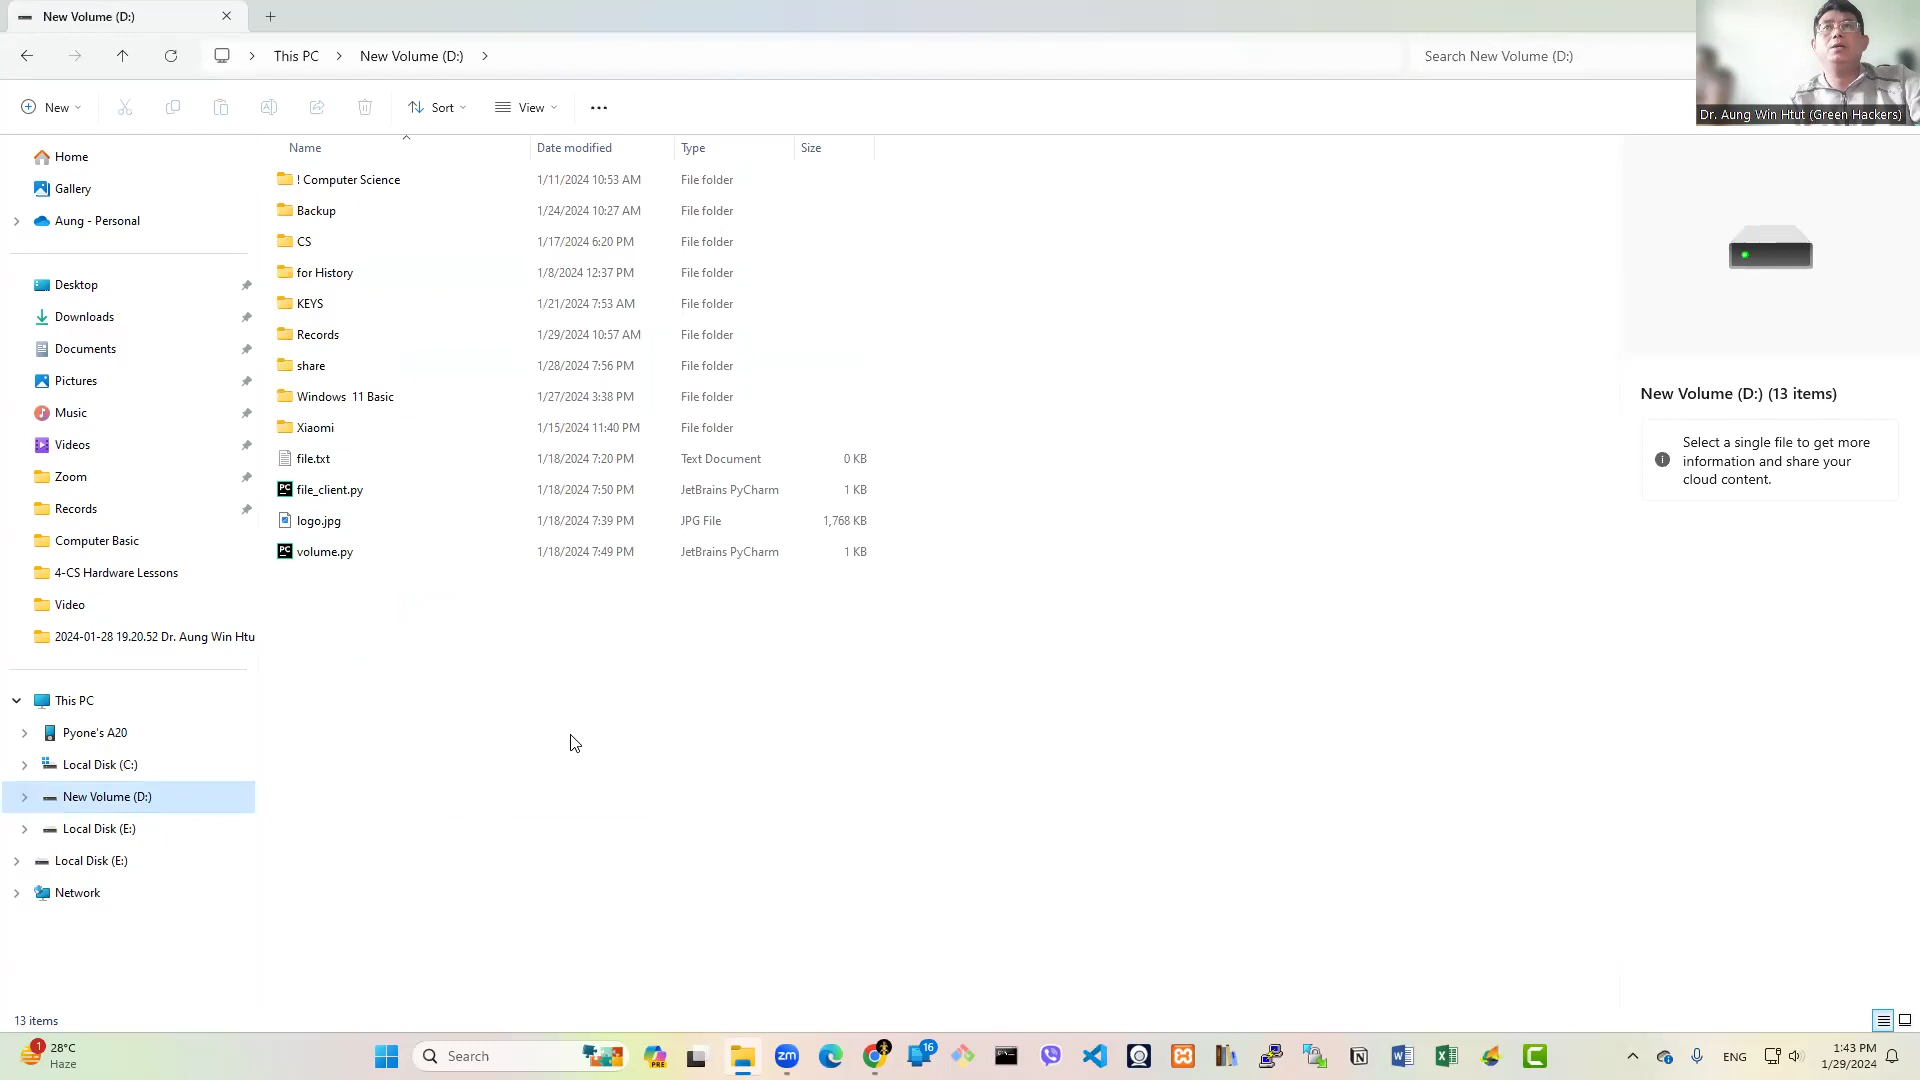 New Volume (D:)
This PC
New Volume (D:)
Search New Volume (D:)
Dr. Aung Win Htut (Green Hackers)
New
Sort
View
Name
Date modified
Type
Size
Home
Gallery
Aung - Personal
Desktop
Downloads
Documents
Pictures
Music
Videos
Zoom
Records
Computer Basic
4-CS Hardware Lessons
Video
2024-01-28 19.20.52 Dr. Aung Win Htu
This PC
Pyone's A20
Local Disk (C:)
New Volume (D:)
Local Disk (E:)
Local Disk (E:)
Network
! Computer Science 1/11/2024 10:53 AM File folder
Backup 1/24/2024 10:27 AM File folder
CS 1/17/2024 6:20 PM File folder
for History 1/8/2024 12:37 PM File folder
KEYS 1/21/2024 7:53 AM File folder
Records 1/29/2024 10:57 AM File folder
share 1/28/2024 7:56 PM File folder
Windows  11 Basic 1/27/2024 3:38 PM File folder
Xiaomi 1/15/2024 11:40 PM File folder
file.txt 1/18/2024 7:20 PM Text Document 0 KB
PC file_client.py 1/18/2024 7:50 PM JetBrains PyCharm 1 KB
logo.jpg 1/18/2024 7:39 PM JPG File 1,768 KB
PC volume.py 1/18/2024 7:49 PM JetBrains PyCharm 1 KB
New Volume (D:) (13 items)
Select a single file to get more
information and share your
cloud content.
13 items
1
28°C
Haze
Search
PRE
zm
16
ENG
1:43 PM
1/29/2024